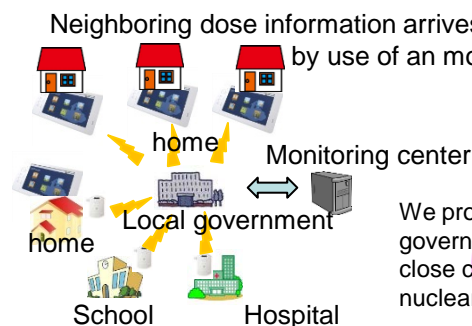 Neighboring dose information arrives
by use of an mo
home
Monitoring center
Local government
home
We pro
govern
close d
nuclear
School Hospital